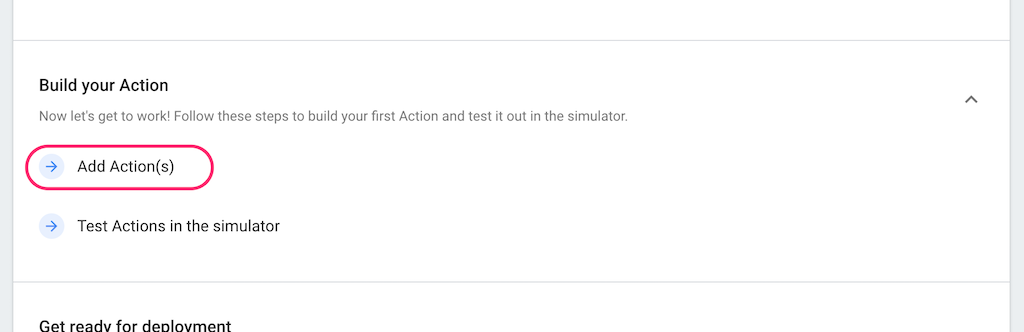 Build your Action
Now let's get to work! Follow these steps to build your first Action and test it out in the simulator.
Add Action(s)
Test Actions in the simulator
Get ready for deployment